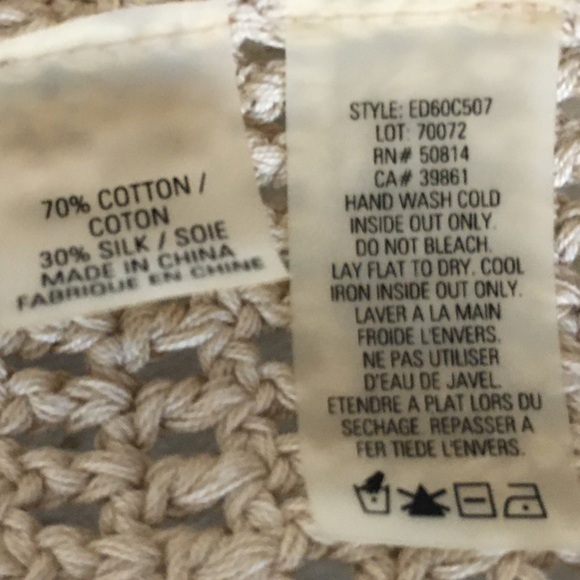 70% COTTON /
COTON
30% SILK / SOIE
MADE IN CHINA
FABRIQUE EN CHINE
STYLE: ED60C507
LOT: 70072
RN# 50814
CA# 39861
HAND WASH COLD
INSIDE OUT ONLY.
DO NOT BLEACH.
LAY FLAT TO DRY. COOL
IRON INSIDE OUT ONLY.
LAVER A LA MAIN
FROIDE L'ENVERS.
NE PAS UTILISER
D'EAU DE JAVEL.
ETENDRE A PLAT LORS DU
SECHAGE. REPASSER A
FER TIEDE L'ENVERS.